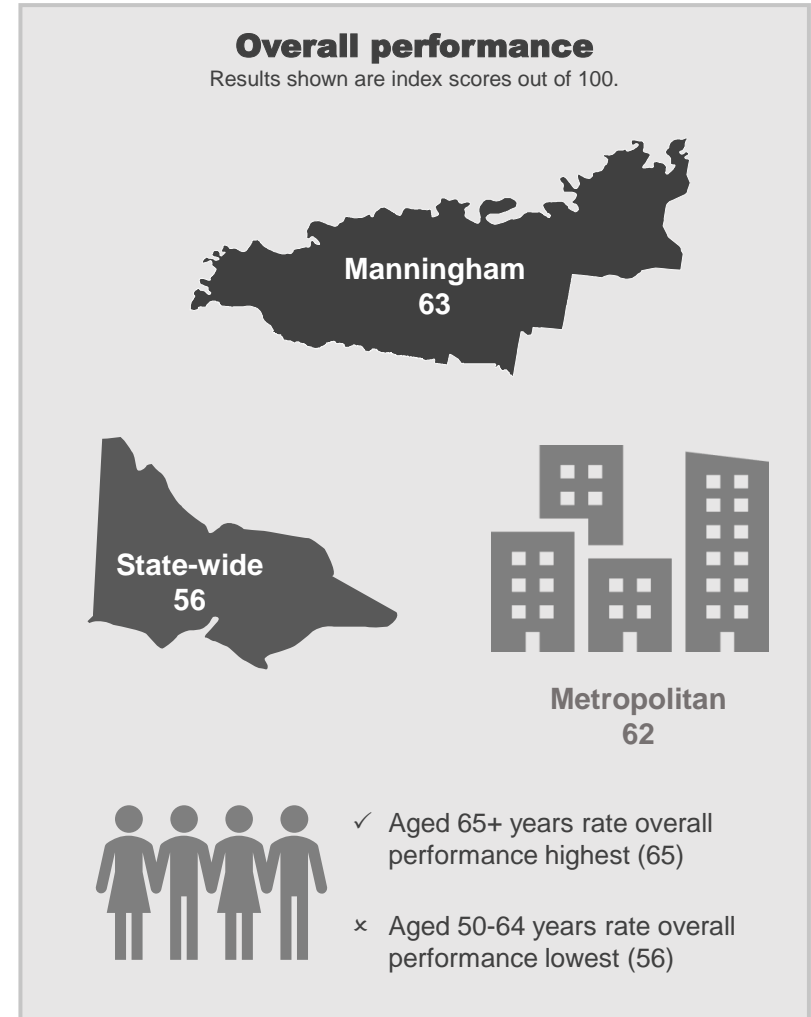 Overall performance
Results shown are index scores out of 100.
Manningham
63
State-wide
56
Metropolitan
62
✓ Aged 65+ years rate overall
performance highest (65)
× Aged 50-64 years rate overall
performance lowest (56)